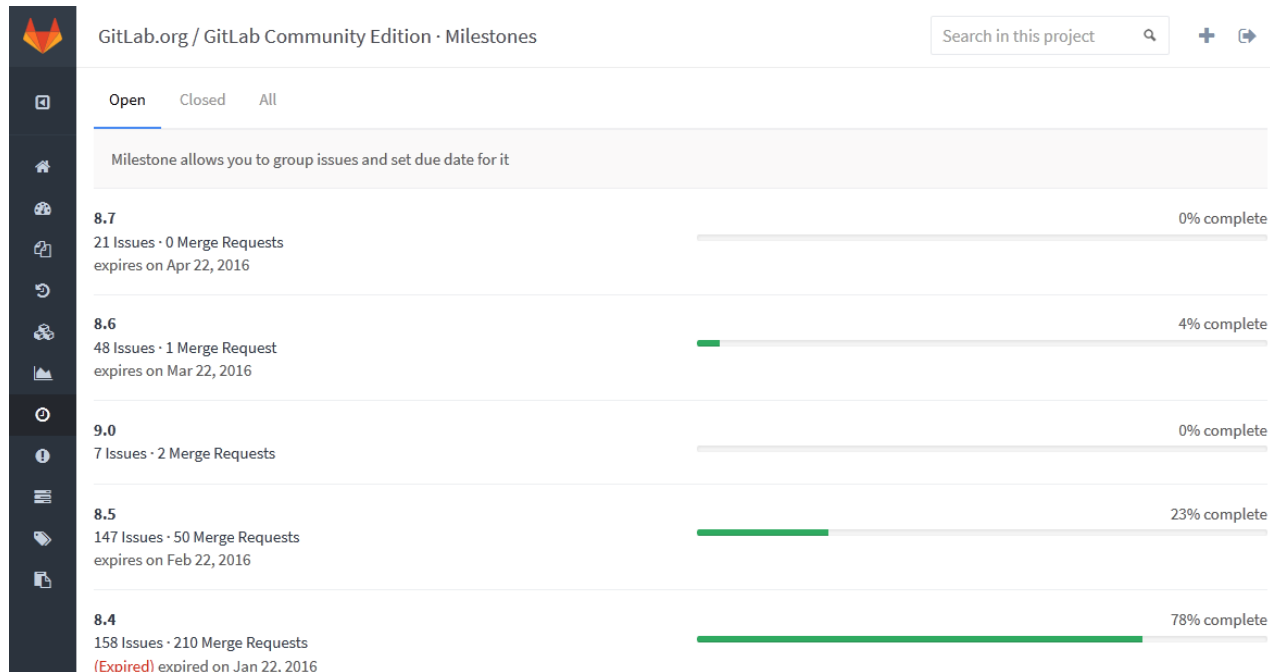 GitLab.org / GitLab Community Edition · Milestones
Search in this project
Open Closed All
Milestone allows you to group issues and set due date for it
8.7
0% complete
21 Issues · 0 Merge Requests
expires on Apr 22, 2016
8.6
4% complete
48 Issues · 1 Merge Request
expires on Mar 22, 2016
9.0
0% complete
7 Issues · 2 Merge Requests
8.5
23% complete
147 Issues · 50 Merge Requests
expires on Feb 22, 2016
8.4
78% complete
158 Issues · 210 Merge Requests
(Expired) expired on Jan 22, 2016